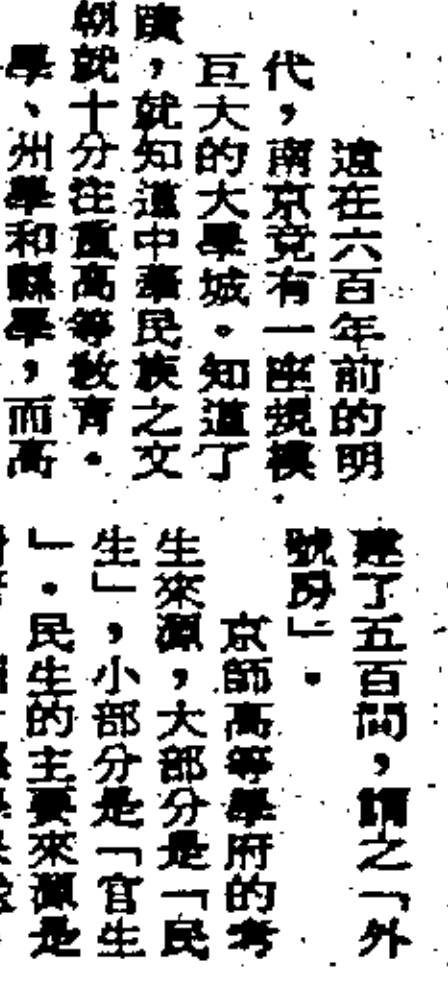 遠在六百年前的明
代，南京竟有一座規模
巨大的大學城。知道了
蹟，就知道中華民族之文
朝就十分注重高等敎育。
學、州學和縣學，而高
建了五百間，謂之「外
號房」。
京師高等學府的考
生來源，大部分是「民
生」，小部分是「官生
」。民生的主要來源是